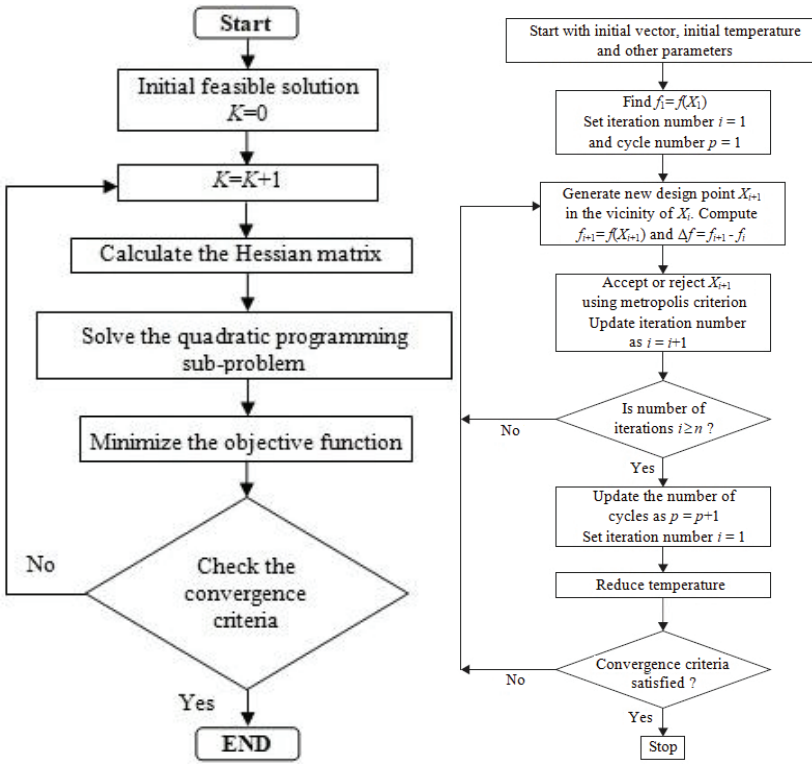 Start
Initial feasible solution
K=0
K=K+1
Calculate the Hessian matrix
Solve the quadratic programming
sub-problem
Minimize the objective function
No
Check the
convergence
criteria
Yes
END
Start with initial vector, initial temperature
and other parameters
Find f₁= f(X₁)
Set iteration number i = 1
and cycle number p = 1
Generate new design point Xᵢ₊₁
in the vicinity of Xᵢ. Compute
fᵢ₊₁= f(Xᵢ₊₁) and Δf = fᵢ₊₁ - fᵢ
Accept or reject Xᵢ₊₁
using metropolis criterion
Update iteration number
as i = i+1
Is number of
iterations i≥n ?
No
Yes
Update the number of
cycles as p = p+1
Set iteration number i = 1
Reduce temperature
Convergence criteria
satisfied ?
No
Yes
Stop